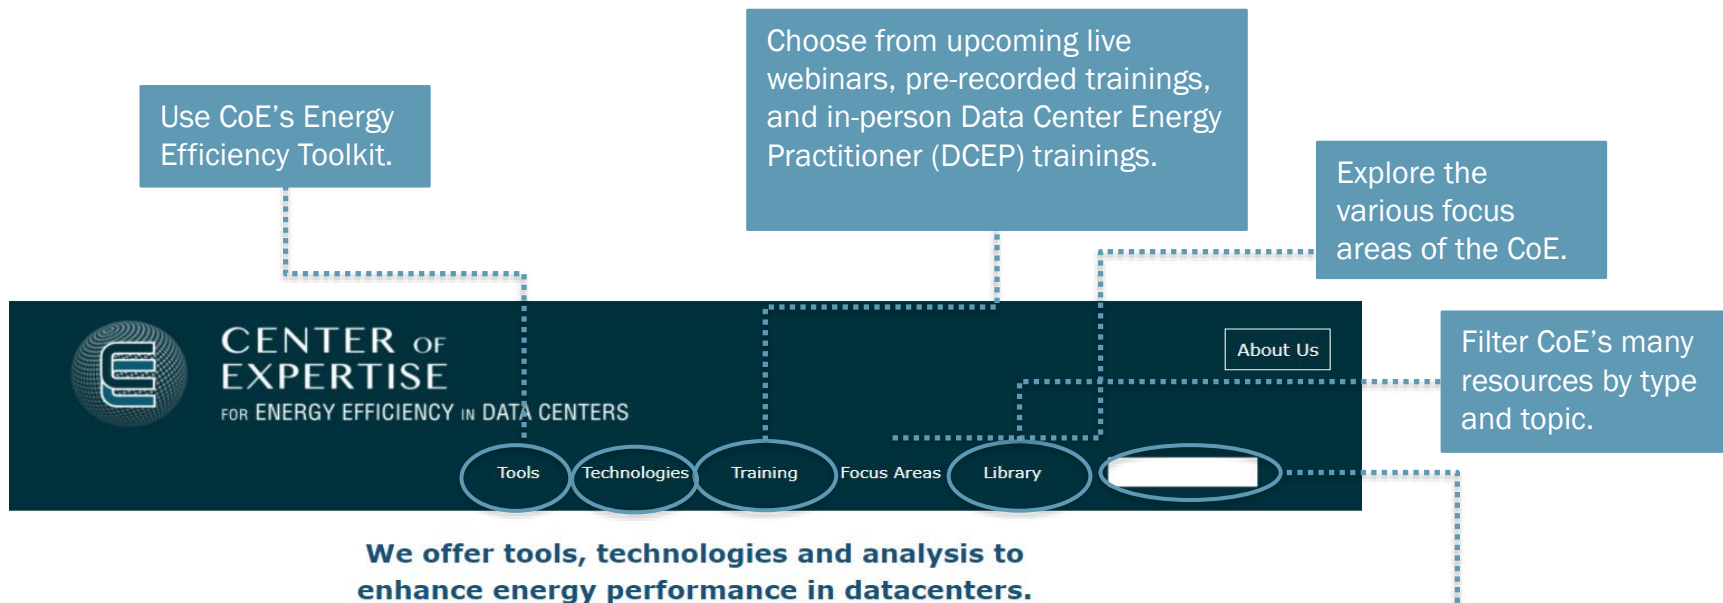 Choose from upcoming live
webinars, pre-recorded trainings,
and in-person Data Center Energy
Practitioner (DCEP) trainings.
Use CoE's Energy
Efficiency Toolkit.
Explore the
various focus
areas of the CoE.
CENTER OF
EXPERTISE
FOR ENERGY EFFICIENCY IN DATA CENTERS
About Us
Filter CoE's many
resources by type
and topic.
Tools Technologies Training Focus Areas Library
We offer tools, technologies and analysis to
enhance energy performance in datacenters.